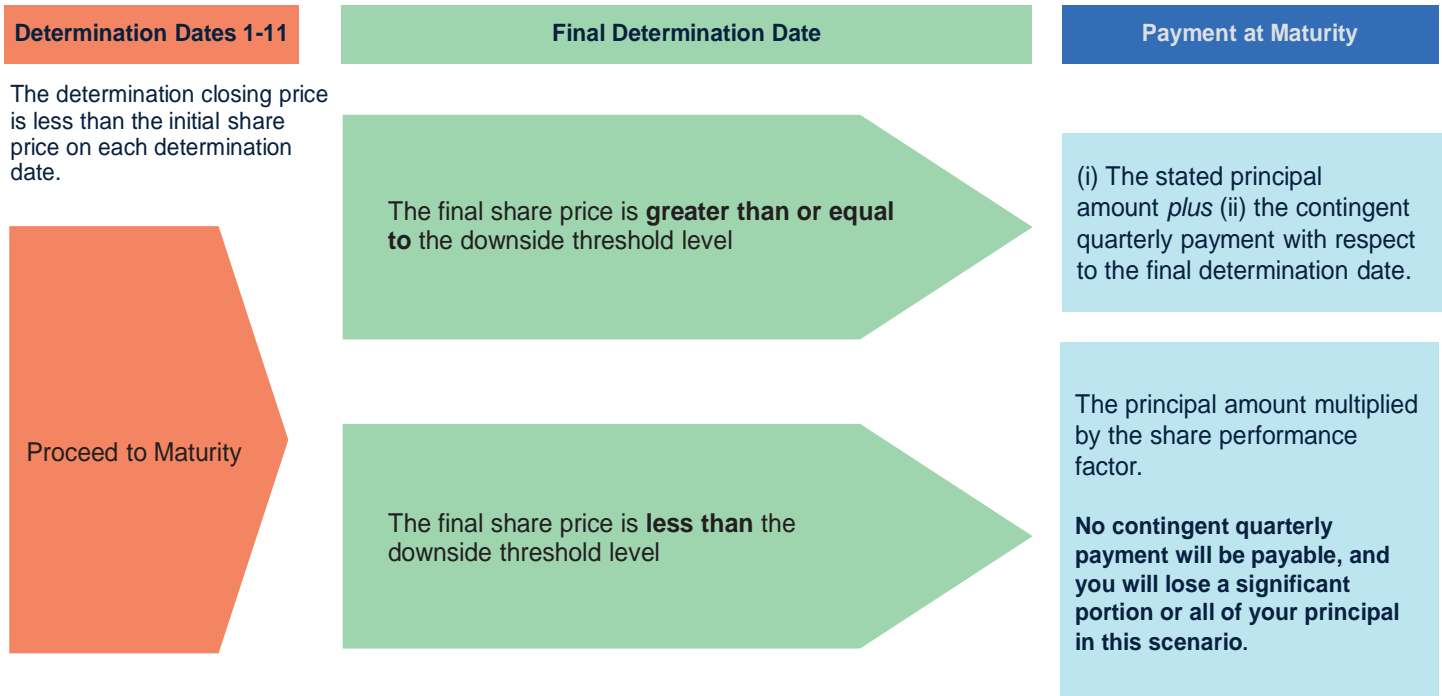 Determination Dates 1-11
Final Determination Date
Payment at Maturity
The determination closing price
is less than the initial share
price on each determination
date.
Proceed to Maturity
The final share price is greater than or equal
to the downside threshold level
(i) The stated principal
amount plus (ii) the contingent
quarterly payment with respect
to the final determination date.
The final share price is less than the
downside threshold level
The principal amount multiplied
by the share performance
factor.
No contingent quarterly
payment will be payable, and
you will lose a significant
portion or all of your principal
in this scenario.